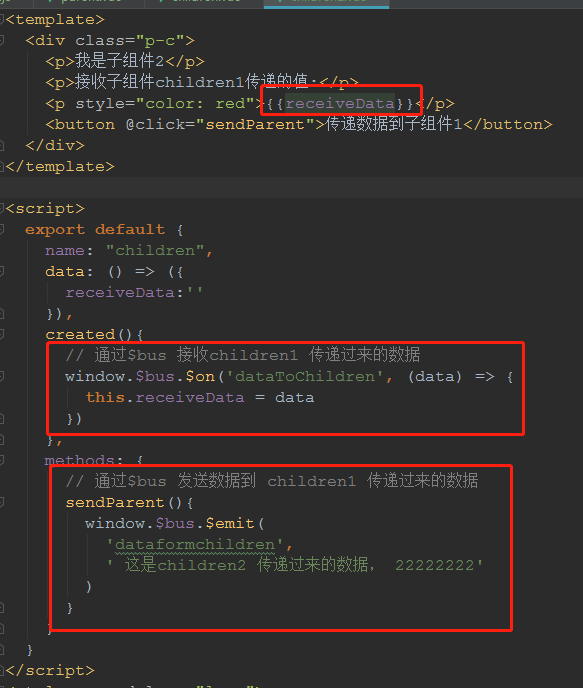 <template>
<div class="p-c">
<p>我是子组件2</p>
<p>接收子组件children1传递的值:</p>
<p style="color: red">{{receiveData}}</p>
<button @click="sendParent">传递数据到子组件1</button>
</div>
</template>
<script>
export default {
name: "children",
data: () => ({
receiveData:''
}),
created(){
// 通过$bus 接收children1 传递过来的数据
window.$bus.$on('dataToChildren', (data) => {
this.receiveData = data
})
},
methods: {
// 通过$bus 发送数据到 children1 传递过来的数据
sendParent(){
window.$bus.$emit(
'dataformchildren',
' 这是children2 传递过来的数据， 22222222'
)
}
}
}
</script>